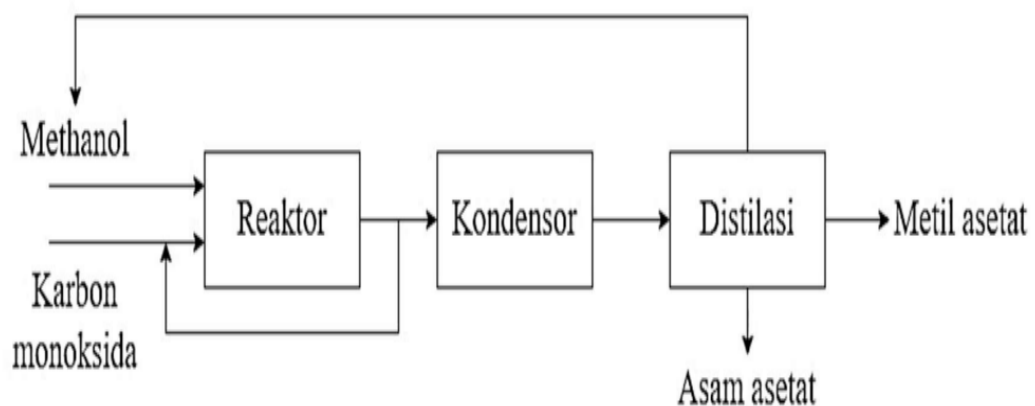 Methanol
Reaktor
Kondensor
Distilasi
Metil asetat
Karbon
monoksida
Asam asetat